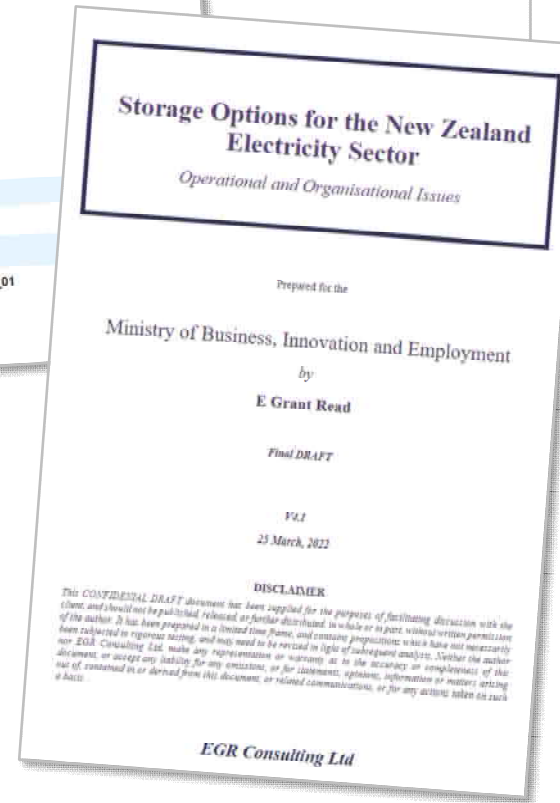 Storage Options for the New Zealand
Electricity Sector
Operational and Organisational Issues
_01
Prepared for the
Ministry of Business, Innovation and Employment
by
E Grant Read
Final DRAFT
V4.1
25 March, 2022
DISCLAIMER
This CONFIDENTIAL DRAFT document has been supplied for the purposes of facilitating discussion with the
client, and should not be published, released, or further distributed, in whole or in part, without written permission
of the author. It has been prepared in a limited time frame, and contains propositions which have not necessarily
been subjected to rigorous testing, and may need to be revised in light of subsequent analysis. Neither the author
nor EGR Consulting Ltd. make any representation or warranty as to the accuracy or completeness of this
document, or accept any liability for any omissions, or for statements, opinions, information or matters arising
out of, contained in or derived from this document, or related communications, or for any actions taken on such
a basis.
EGR Consulting Ltd